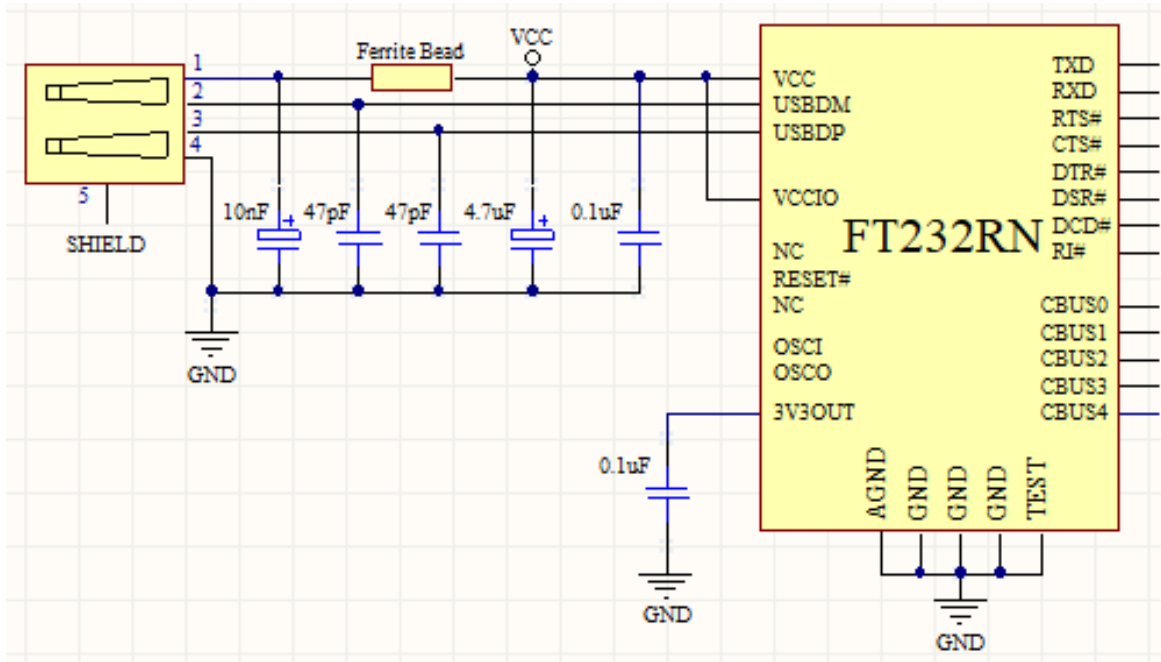 VCC
Ferrite Bead
1
2
3
4
5
SHIELD
10nF
+
47pF
47pF
4.7uF
+
0.1uF
GND
VCC
USBDM
USBDP
VCCIO
NC
RESET#
NC
OSCI
OSCO
3V3OUT
FT232RN
TXD
RXD
RTS#
CTS#
DTR#
DSR#
DCD#
RI#
CBUS0
CBUS1
CBUS2
CBUS3
CBUS4
0.1uF
GND
AGND
GND
GND
GND
TEST
GND